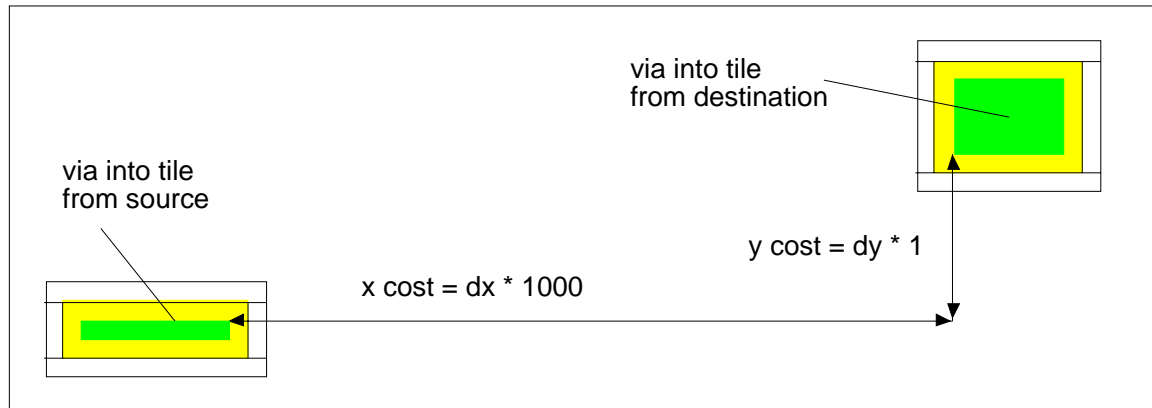 via into tile
from destination
via into tile
from source
y cost = dy * 1
x cost = dx * 1000